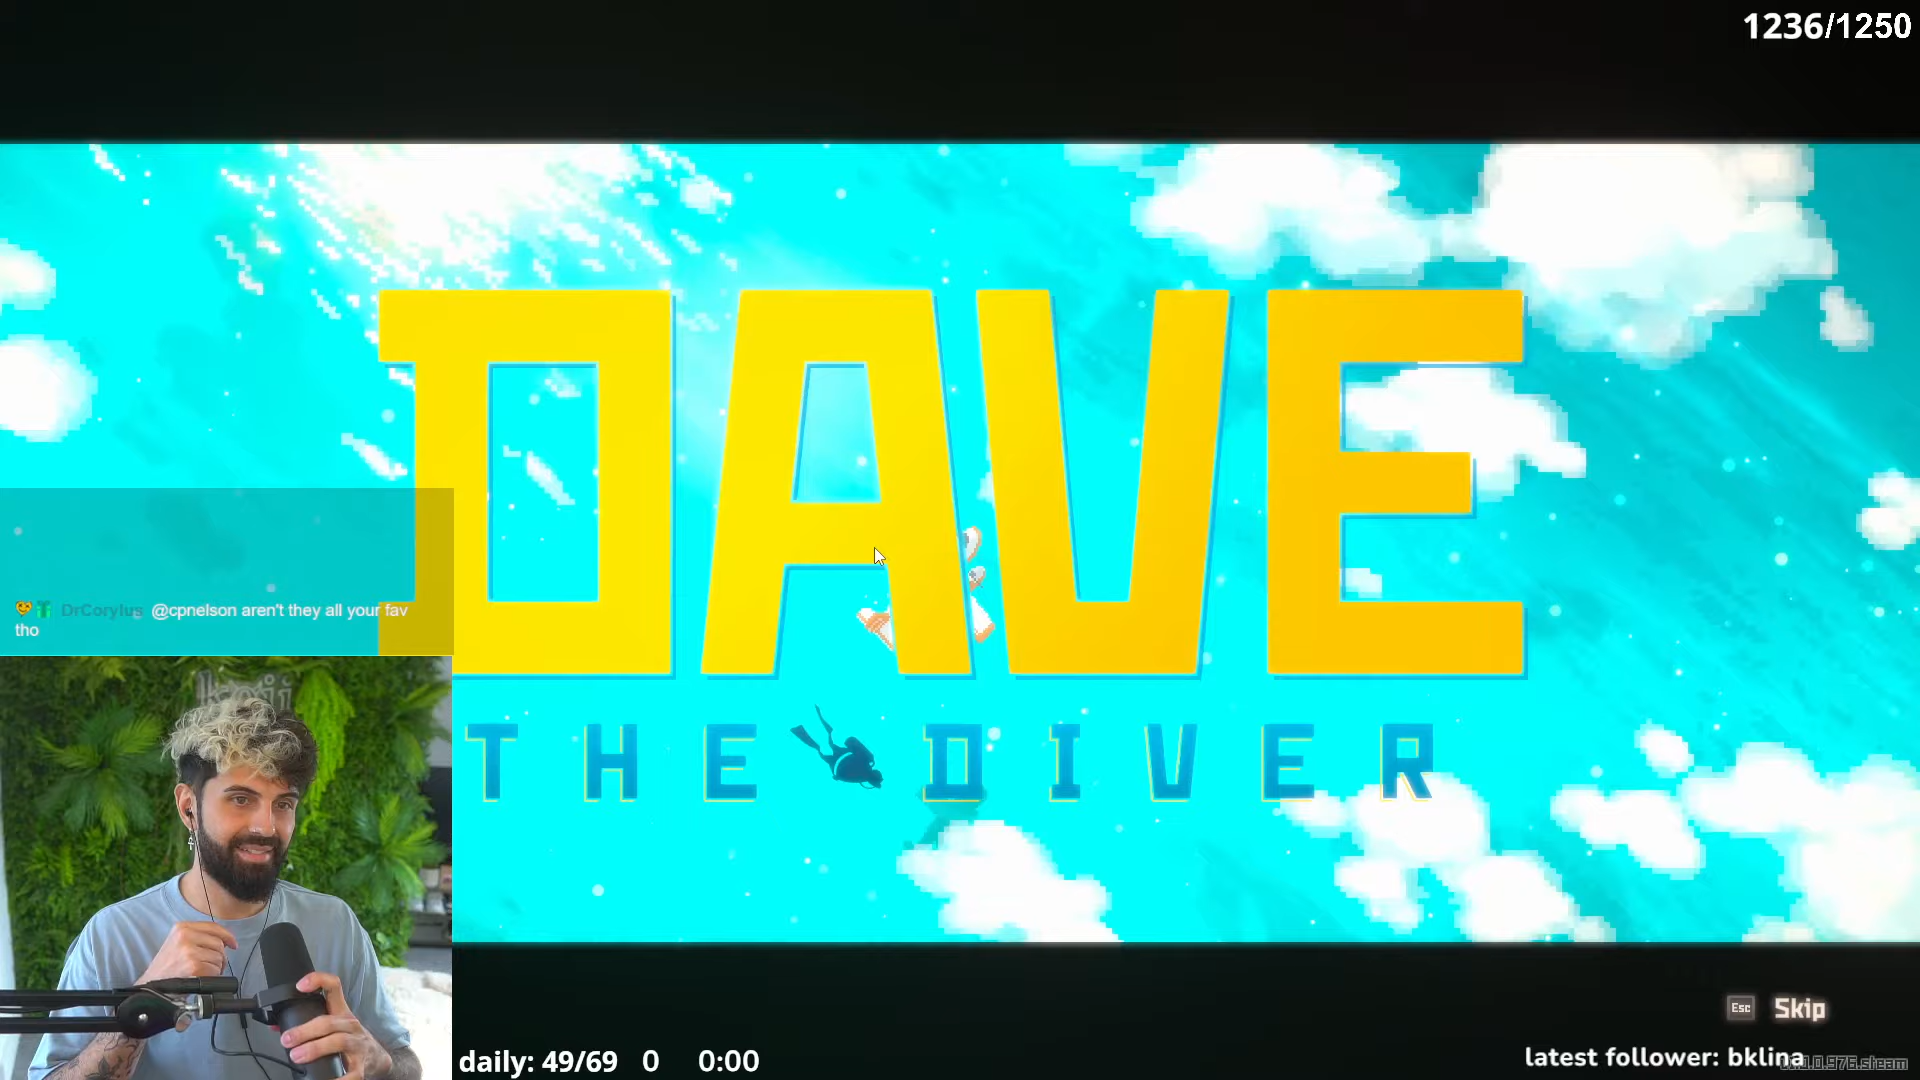 1236/1250
DAVE
THE DIVER
DrCorylus @cpnelson aren't they all your fav
tho
Esc Skip
daily: 49/69 0 0:00
latest follower: bklina